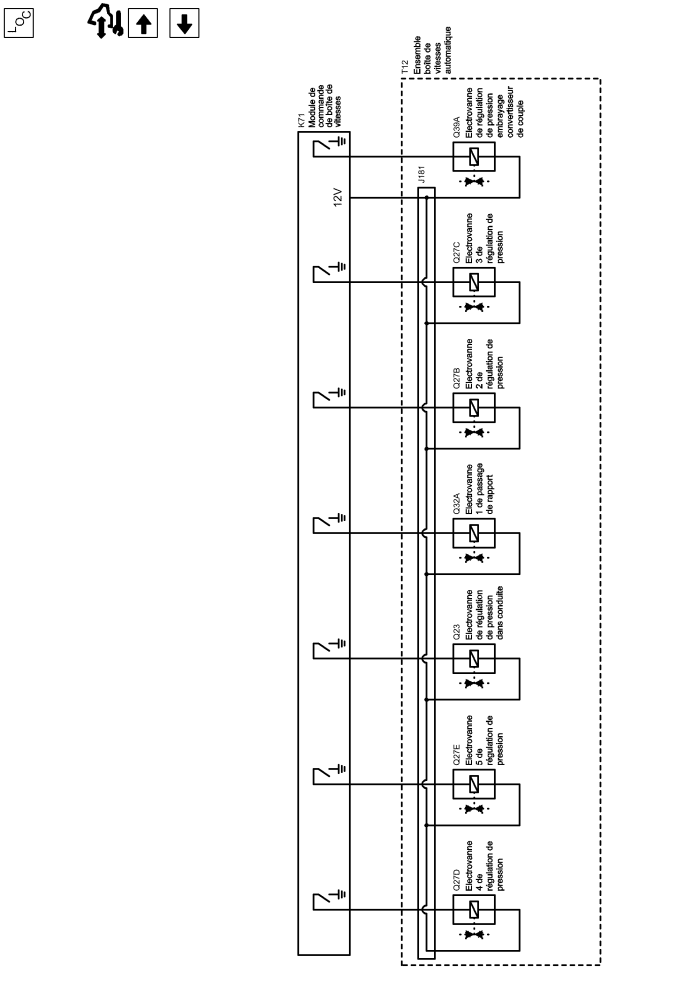 LOC
K71
Module de
commande
de boîte de
vitesses
T12
Ensemble
boîte de
vitesses
automatique
12V
J181
Q39A
Electrovanne
de régulation
de pression
embrayage
convertisseur
de couple
Q27C
Electrovanne
3 de
régulation de
pression
Q27B
Electrovanne
2 de
régulation de
pression
Q32A
Electrovanne
1 de passage
de rapport
Q23
Electrovanne
de régulation
de pression
dans conduite
Q27E
Electrovanne
5 de
régulation de
pression
Q27D
Electrovanne
4 de
régulation de
pression